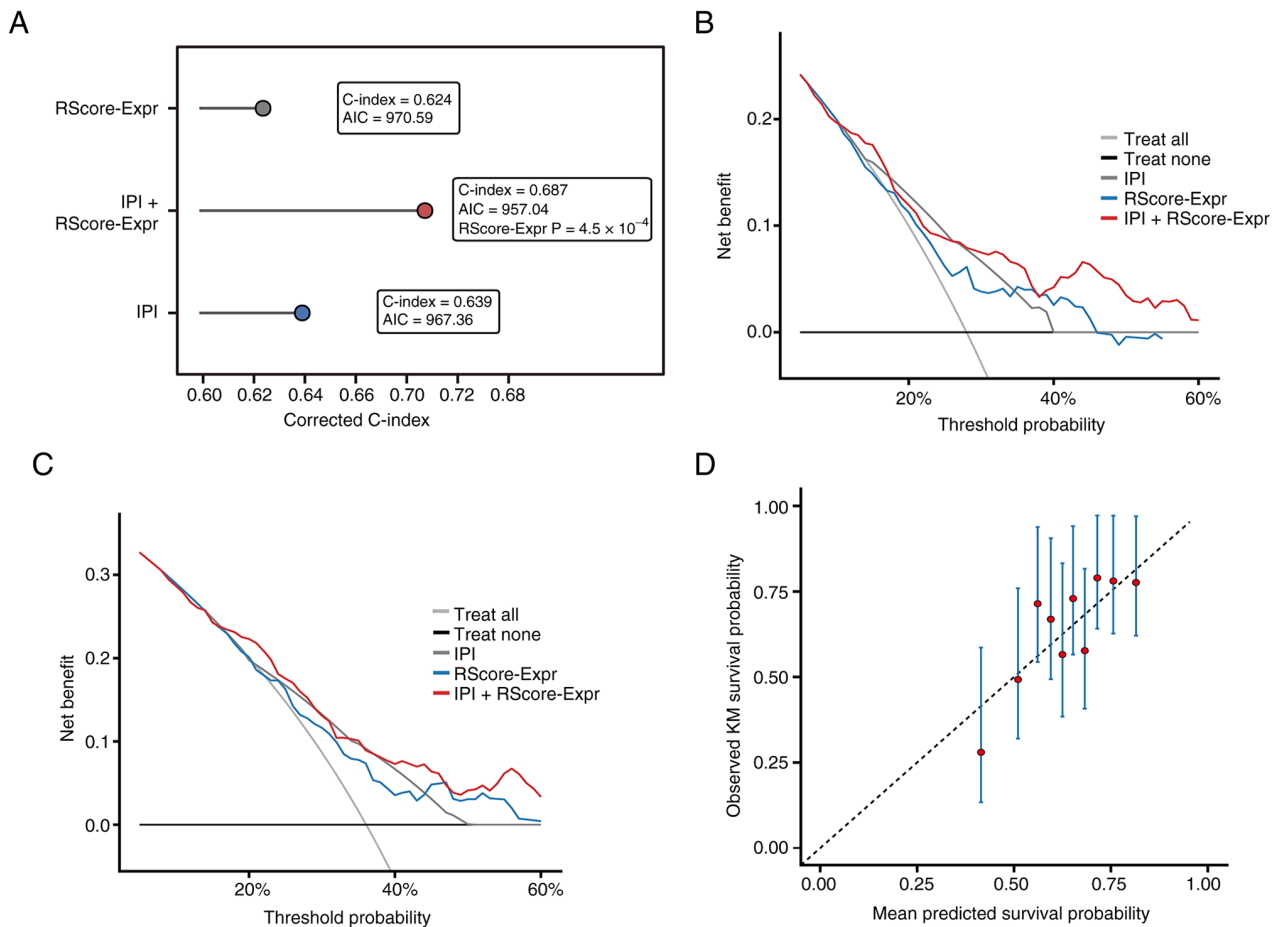 A
RScore-Expr
C-index = 0.624
AIC = 970.59
IPI +
RScore-Expr
C-index = 0.687
AIC = 957.04
RScore-Expr P = 4.5 × 10⁻⁴
IPI
C-index = 0.639
AIC = 967.36
0.60 0.62 0.64 0.66 0.70 0.72 0.68
Corrected C-index
B
Net benefit
0.2
0.1
0.0
Treat all
Treat none
IPI
RScore-Expr
IPI + RScore-Expr
20% 40% 60%
Threshold probability
C
Net benefit
0.3
0.2
0.1
0.0
Treat all
Treat none
IPI
RScore-Expr
IPI + RScore-Expr
20% 40% 60%
Threshold probability
D
Observed KM survival probability
1.00
0.75
0.50
0.25
0.00
0.00 0.25 0.50 0.75 1.00
Mean predicted survival probability